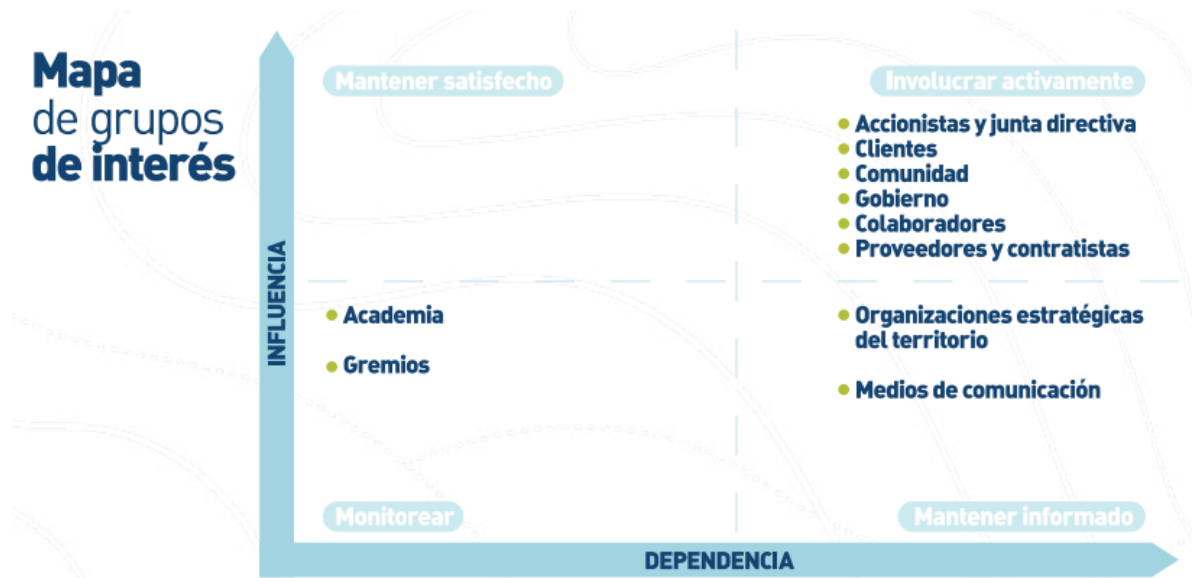 Mapa
de grupos
de interés
Mantener satisfecho
Involucrar activamente
Accionistas y junta directiva
Clientes
Comunidad
Gobierno
Colaboradores
Proveedores y contratistas
INFLUENCIA
Academia
Gremios
Organizaciones estratégicas
del territorio
Medios de comunicación
Monitorear
Mantener informado
DEPENDENCIA